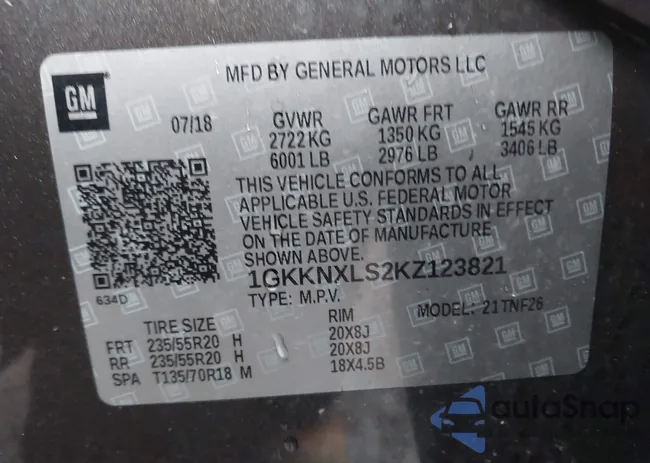 GM
MFD BY GENERAL MOTORS LLC
07/18 GVWR GAWR FRT GAWR RR
2722 KG 1350 KG 1545 KG
6001 LB 2976 LB 3406 LB
THIS VEHICLE CONFORMS TO ALL
APPLICABLE U.S. FEDERAL MOTOR
VEHICLE SAFETY STANDARDS IN EFFECT
ON THE DATE OF MANUFACTURE
SHOWN ABOVE.
1GKKNXLS2KZ123821
634D
TYPE: M.P.V. MODEL: 21TNF26
TIRE SIZE RIM
FRT 235/55R20 H 20X8J
RR 235/55R20 H 20X8J
SPA T135/70R18 M 18X4.5B
autoSnap